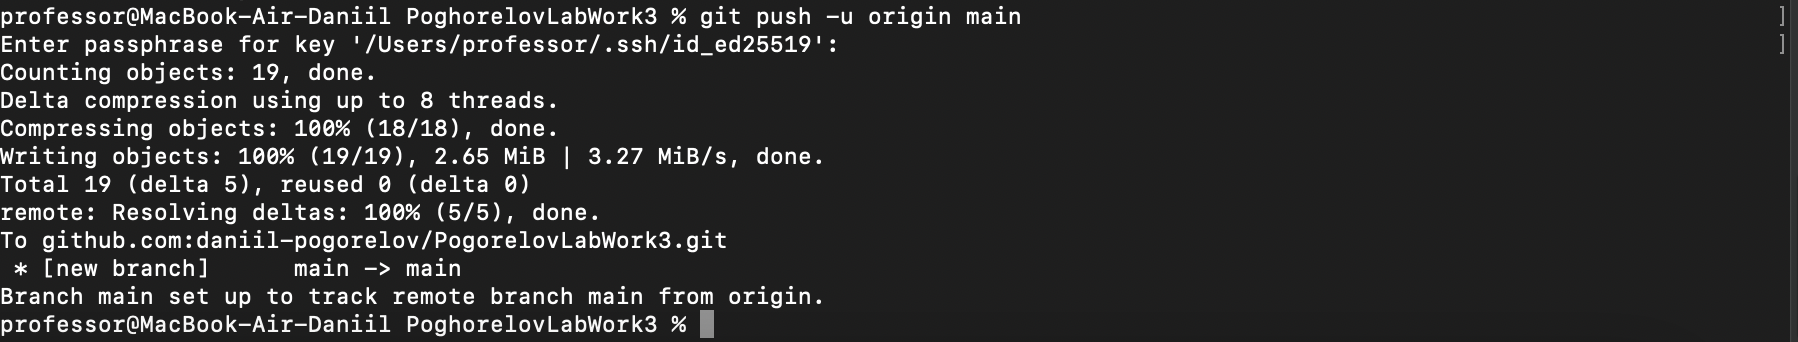 professor@MacBook-Air-Daniil PoghorelovLabWork3 % git push -u origin main ]
Enter passphrase for key '/Users/professor/.ssh/id_ed25519': ]
Counting objects: 19, done.
Delta compression using up to 8 threads.
Compressing objects: 100% (18/18), done.
Writing objects: 100% (19/19), 2.65 MiB | 3.27 MiB/s, done.
Total 19 (delta 5), reused 0 (delta 0)
remote: Resolving deltas: 100% (5/5), done.
To github.com:daniil-pogorelov/PogorelovLabWork3.git
 * [new branch]      main -> main
Branch main set up to track remote branch main from origin.
professor@MacBook-Air-Daniil PoghorelovLabWork3 %